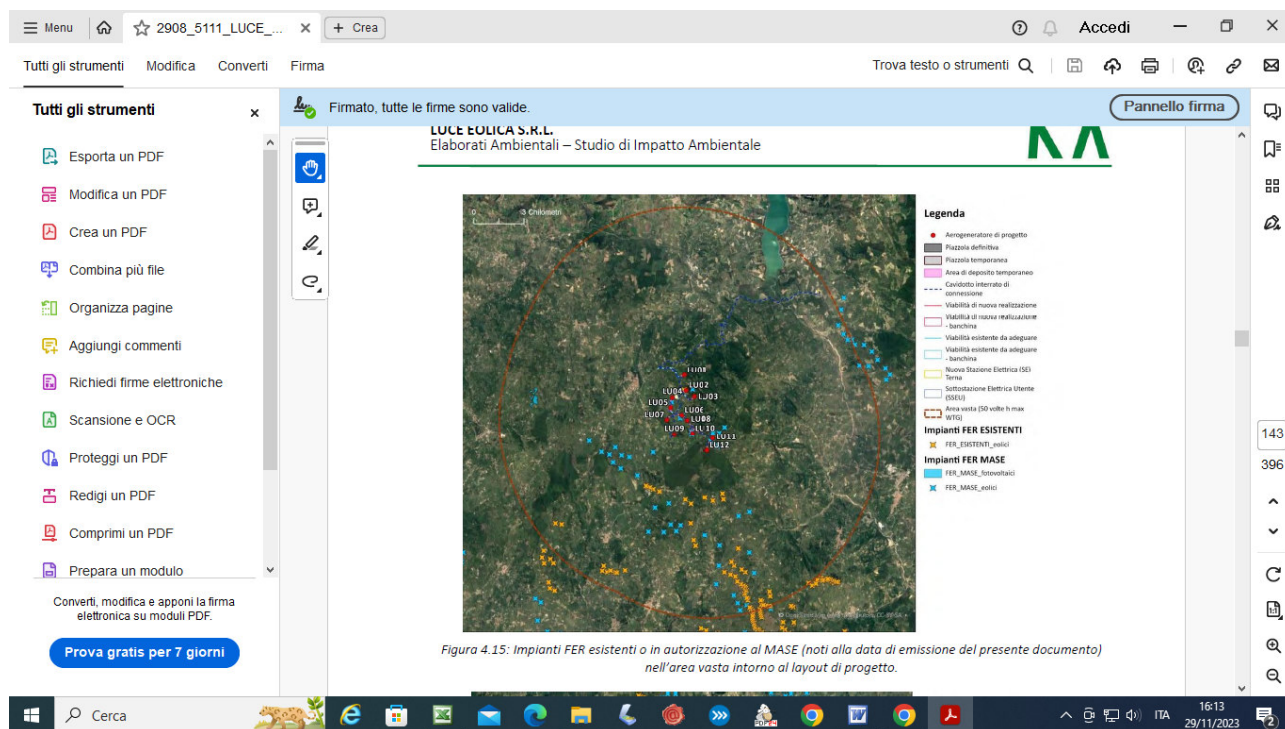 Menu
2908_5111_LUCE_...
+ Crea
Accedi
Tutti gli strumenti
Modifica
Converti
Firma
Trova testo o strumenti
Tutti gli strumenti
Firmato, tutte le firme sono valide.
Pannello firma
Esporta un PDF
Modifica un PDF
Crea un PDF
Combina più file
Organizza pagine
Aggiungi commenti
Richiedi firme elettroniche
Scansione e OCR
Proteggi un PDF
Redigi un PDF
Comprimi un PDF
Prepara un modulo
Converti, modifica e apponi la firma
elettronica su moduli PDF.
Prova gratis per 7 giorni
LUCE EOLICA S.R.L.
Elaborati Ambientali – Studio di Impatto Ambientale
0 3 Chilometri
LU02
LU04
LU03
LU05
LU06
LU07
LU08
LU09
LU10
LU11
LU12
Legenda
Aerogeneratore di progetto
Piazzola definitiva
Piazzola temporanea
Area di deposito temporaneo
Cavidotto interrato di
connessione
Viabilità di nuova realizzazione
Viabilità di nuova realizzazione
- banchina
Viabilità esistente da adeguare
Viabilità esistente da adeguare
- banchina
Nuova Stazione Elettrica (SE)
Terna
Sottostazione Elettrica Utente
(SSEU)
Area vasta (50 volte h max
WTG)
Impianti FER ESISTENTI
FER_ESISTENTI_eolici
Impianti FER MASE
FER_MASE_fotovoltaici
FER_MASE_eolici
Figura 4.15: Impianti FER esistenti o in autorizzazione al MASE (noti alla data di emissione del presente documento)
nell'area vasta intorno al layout di progetto.
143
396
Cerca
ITA
16:13
29/11/2023
2